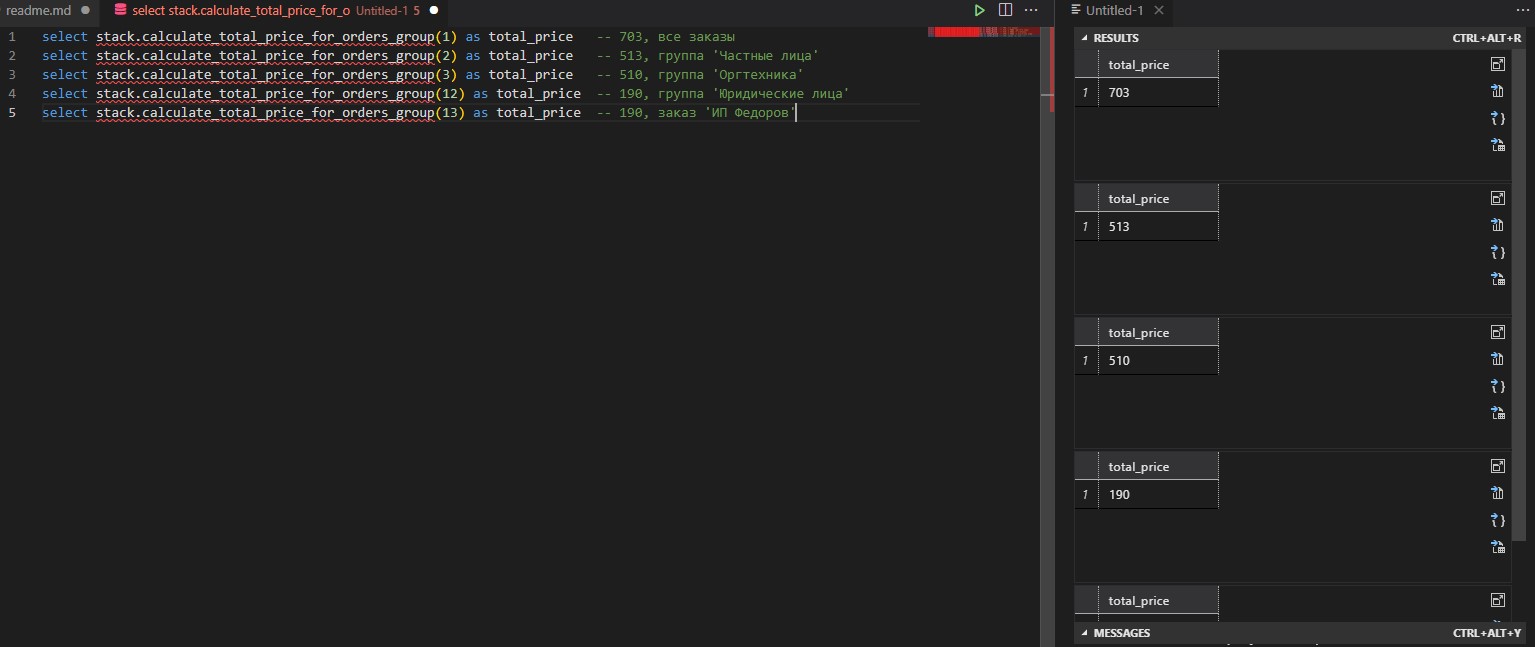 readme.md
select stack.calculate_total_price_for_o Untitled-1 5
1 select stack.calculate_total_price_for_orders_group(1) as total_price -- 703, все заказы
2 select stack.calculate_total_price_for_orders_group(2) as total_price -- 513, группа 'Частные лица'
3 select stack.calculate_total_price_for_orders_group(3) as total_price -- 510, группа 'Оргтехника'
4 select stack.calculate_total_price_for_orders_group(12) as total_price -- 190, группа 'Юридические лица'
5 select stack.calculate_total_price_for_orders_group(13) as total_price -- 190, заказ 'ИП Федоров'
Untitled-1
RESULTS CTRL+ALT+R
total_price
1 703
total_price
1 513
total_price
1 510
total_price
1 190
total_price
MESSAGES CTRL+ALT+Y